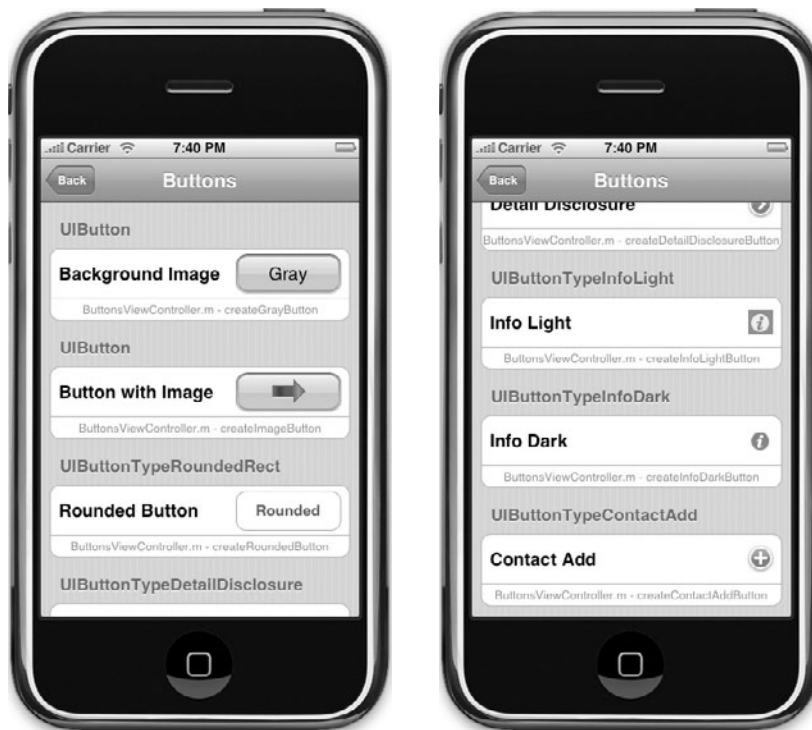 Carrier 7:40 PM
Back Buttons
UIButton
Background Image Gray
ButtonsViewController.m - createGrayButton
UIButton
Button with Image
ButtonsViewController.m - createImageButton
UIButtonTypeRoundedRect
Rounded Button Rounded
ButtonsViewController.m - createRoundedButton
UIButtonTypeDetailDisclosure
Carrier 7:40 PM
Back Buttons
Detail Disclosure
ButtonsViewController.m - createDetailDisclosureButton
UIButtonTypeInfoLight
Info Light
ButtonsViewController.m - createInfoLightButton
UIButtonTypeInfoDark
Info Dark
ButtonsViewController.m - createInfoDarkButton
UIButtonTypeContactAdd
Contact Add
ButtonsViewController.m - createContactAddButton